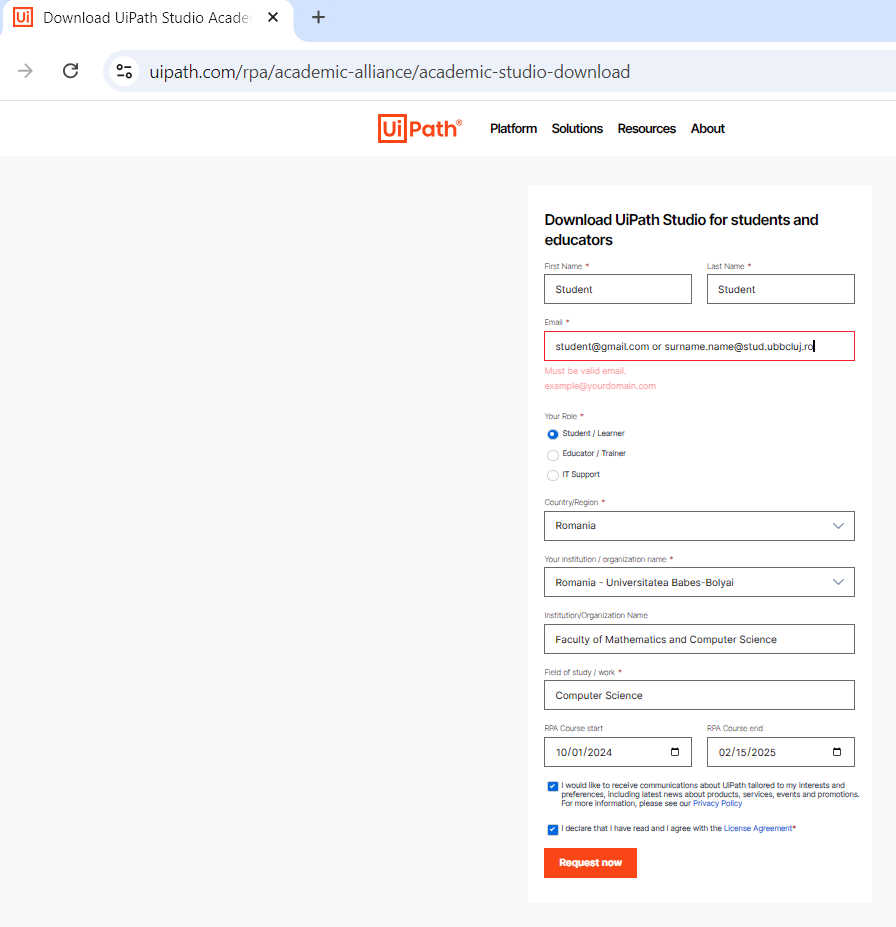 Ui Download UiPath Studio Acade
uipath.com/rpa/academic-alliance/academic-studio-download
UiPath® Platform Solutions Resources About
Download UiPath Studio for students and
educators
First Name * Last Name *
Student Student
Email *
student@gmail.com or surname.name@stud.ubbcluj.ro
Must be valid email.
example@yourdomain.com
Your Role *
Student / Learner
Educator / Trainer
IT Support
Country/Region *
Romania
Your institution / organization name *
Romania - Universitatea Babes-Bolyai
Institution/Organization Name
Faculty of Mathematics and Computer Science
Field of study / work *
Computer Science
RPA Course start RPA Course end
10/01/2024 02/15/2025
I would like to receive communications about UiPath tailored to my interests and
preferences, including latest news about products, services, events and promotions.
For more information, please see our Privacy Policy
I declare that I have read and I agree with the License Agreement*
Request now